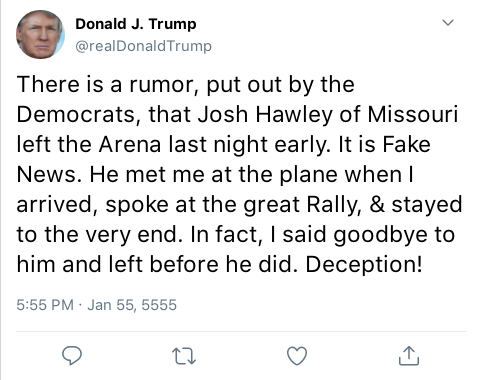 Donald J. Trump
@realDonaldTrump
There is a rumor, put out by the
Democrats, that Josh Hawley of Missouri
left the Arena last night early. It is Fake
News. He met me at the plane when I
arrived, spoke at the great Rally, & stayed
to the very end. In fact, I said goodbye to
him and left before he did. Deception!
5:55 PM · Jan 55, 5555